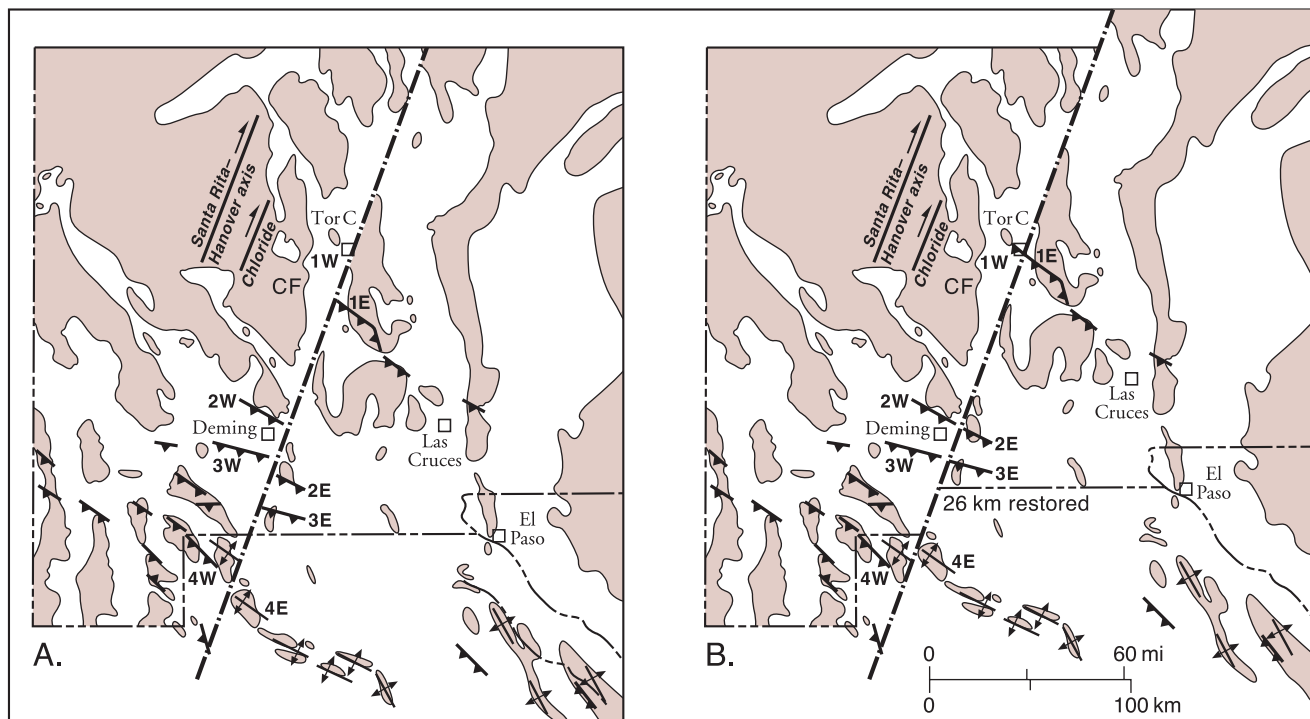 Santa Rita–
Hanover axis
Chloride
CF
TorC
1W
1E
2W
Deming
3W
2E
3E
Las
Cruces
El
Paso
4W
4E
A.
Santa Rita–
Hanover axis
Chloride
CF
TorC
1W
1E
2W
Deming
3W
2E
3E
Las
Cruces
26 km restored
El
Paso
4W
4E
B.
0
60 mi
0
100 km